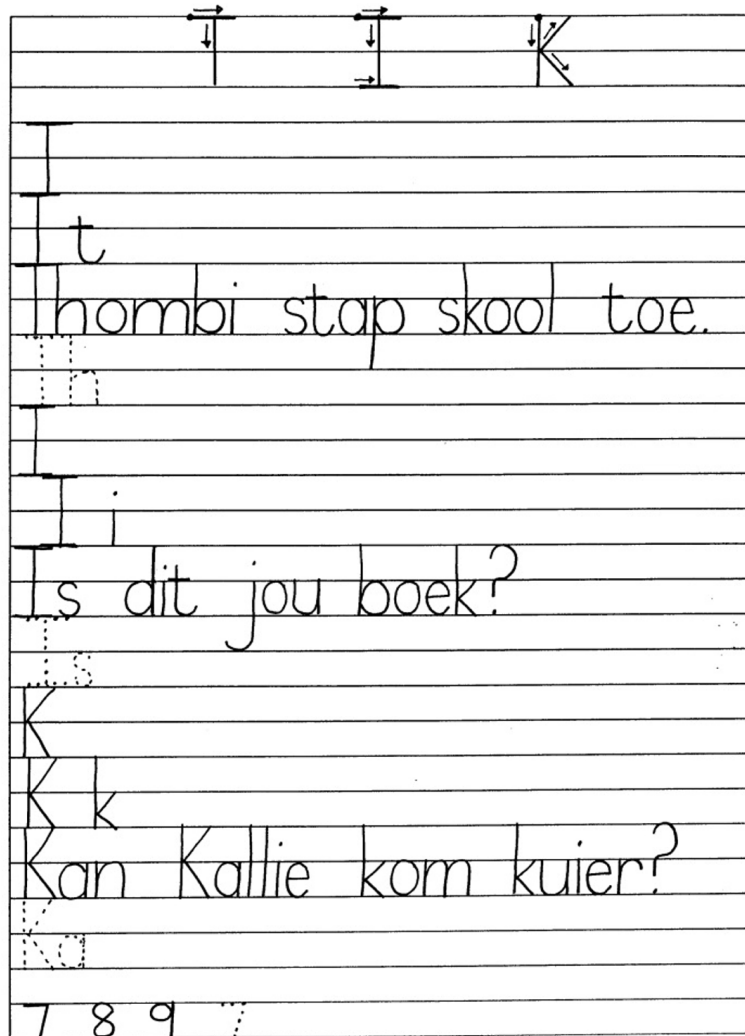 T I K
T
T t
Thombi stap skool toe.
Th
I
I i
Is dit jou boek?
Is
K
K k
Kan Kallie kom kuier?
Ka
7 8 9 7